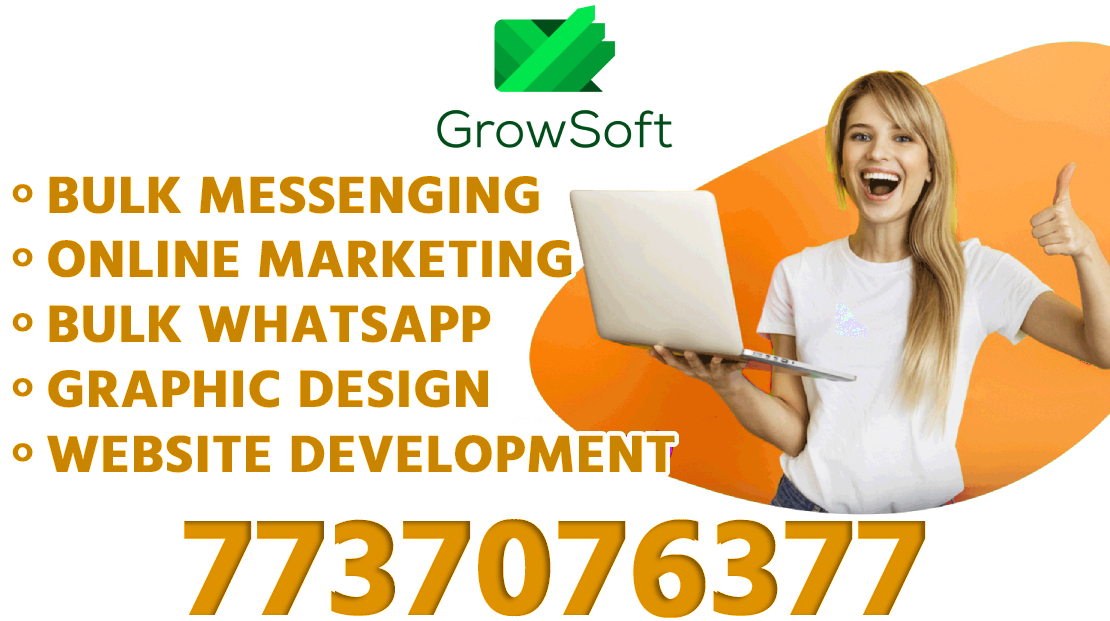 GrowSoft
° BULK MESSENGING
° ONLINE MARKETING
° BULK WHATSAPP
° GRAPHIC DESIGN
° WEBSITE DEVELOPMENT
7737076377